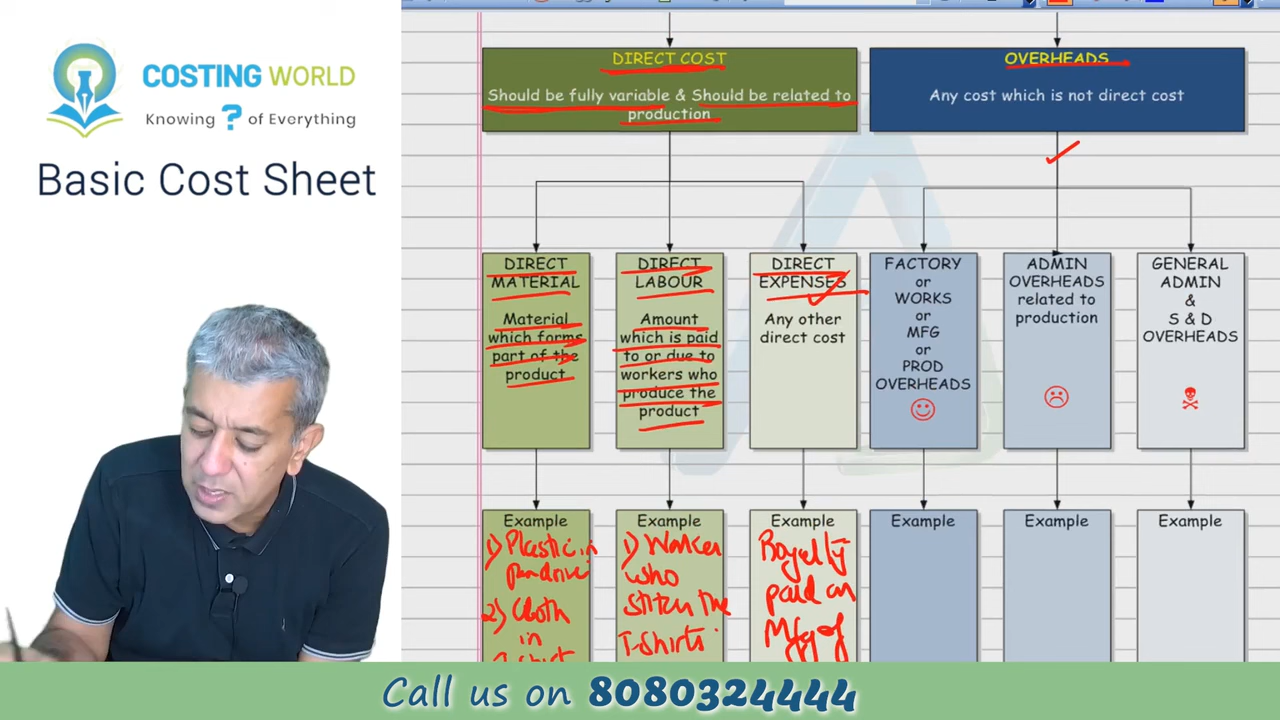 COSTING WORLD
Knowing ? of Everything
Basic Cost Sheet
DIRECT COST
Should be fully variable & Should be related to
production
OVERHEADS
Any cost which is not direct cost
DIRECT
MATERIAL
Material
which forms
part of the
product
DIRECT
LABOUR
Amount
which is paid
to or due to
workers who
produce the
product
DIRECT
EXPENSES
Any other
direct cost
FACTORY
or
WORKS
or
MFG
or
PROD
OVERHEADS
ADMIN
OVERHEADS
related to
production
GENERAL
ADMIN
&
S & D
OVERHEADS
Example
1) Plastic in
pendrive
2) Cloth
in
Example
1) Worker
who
stitch the
T-shirts
Example
Royalty
paid on
Mfg of
Example
Example
Example
Call us on 8080324444